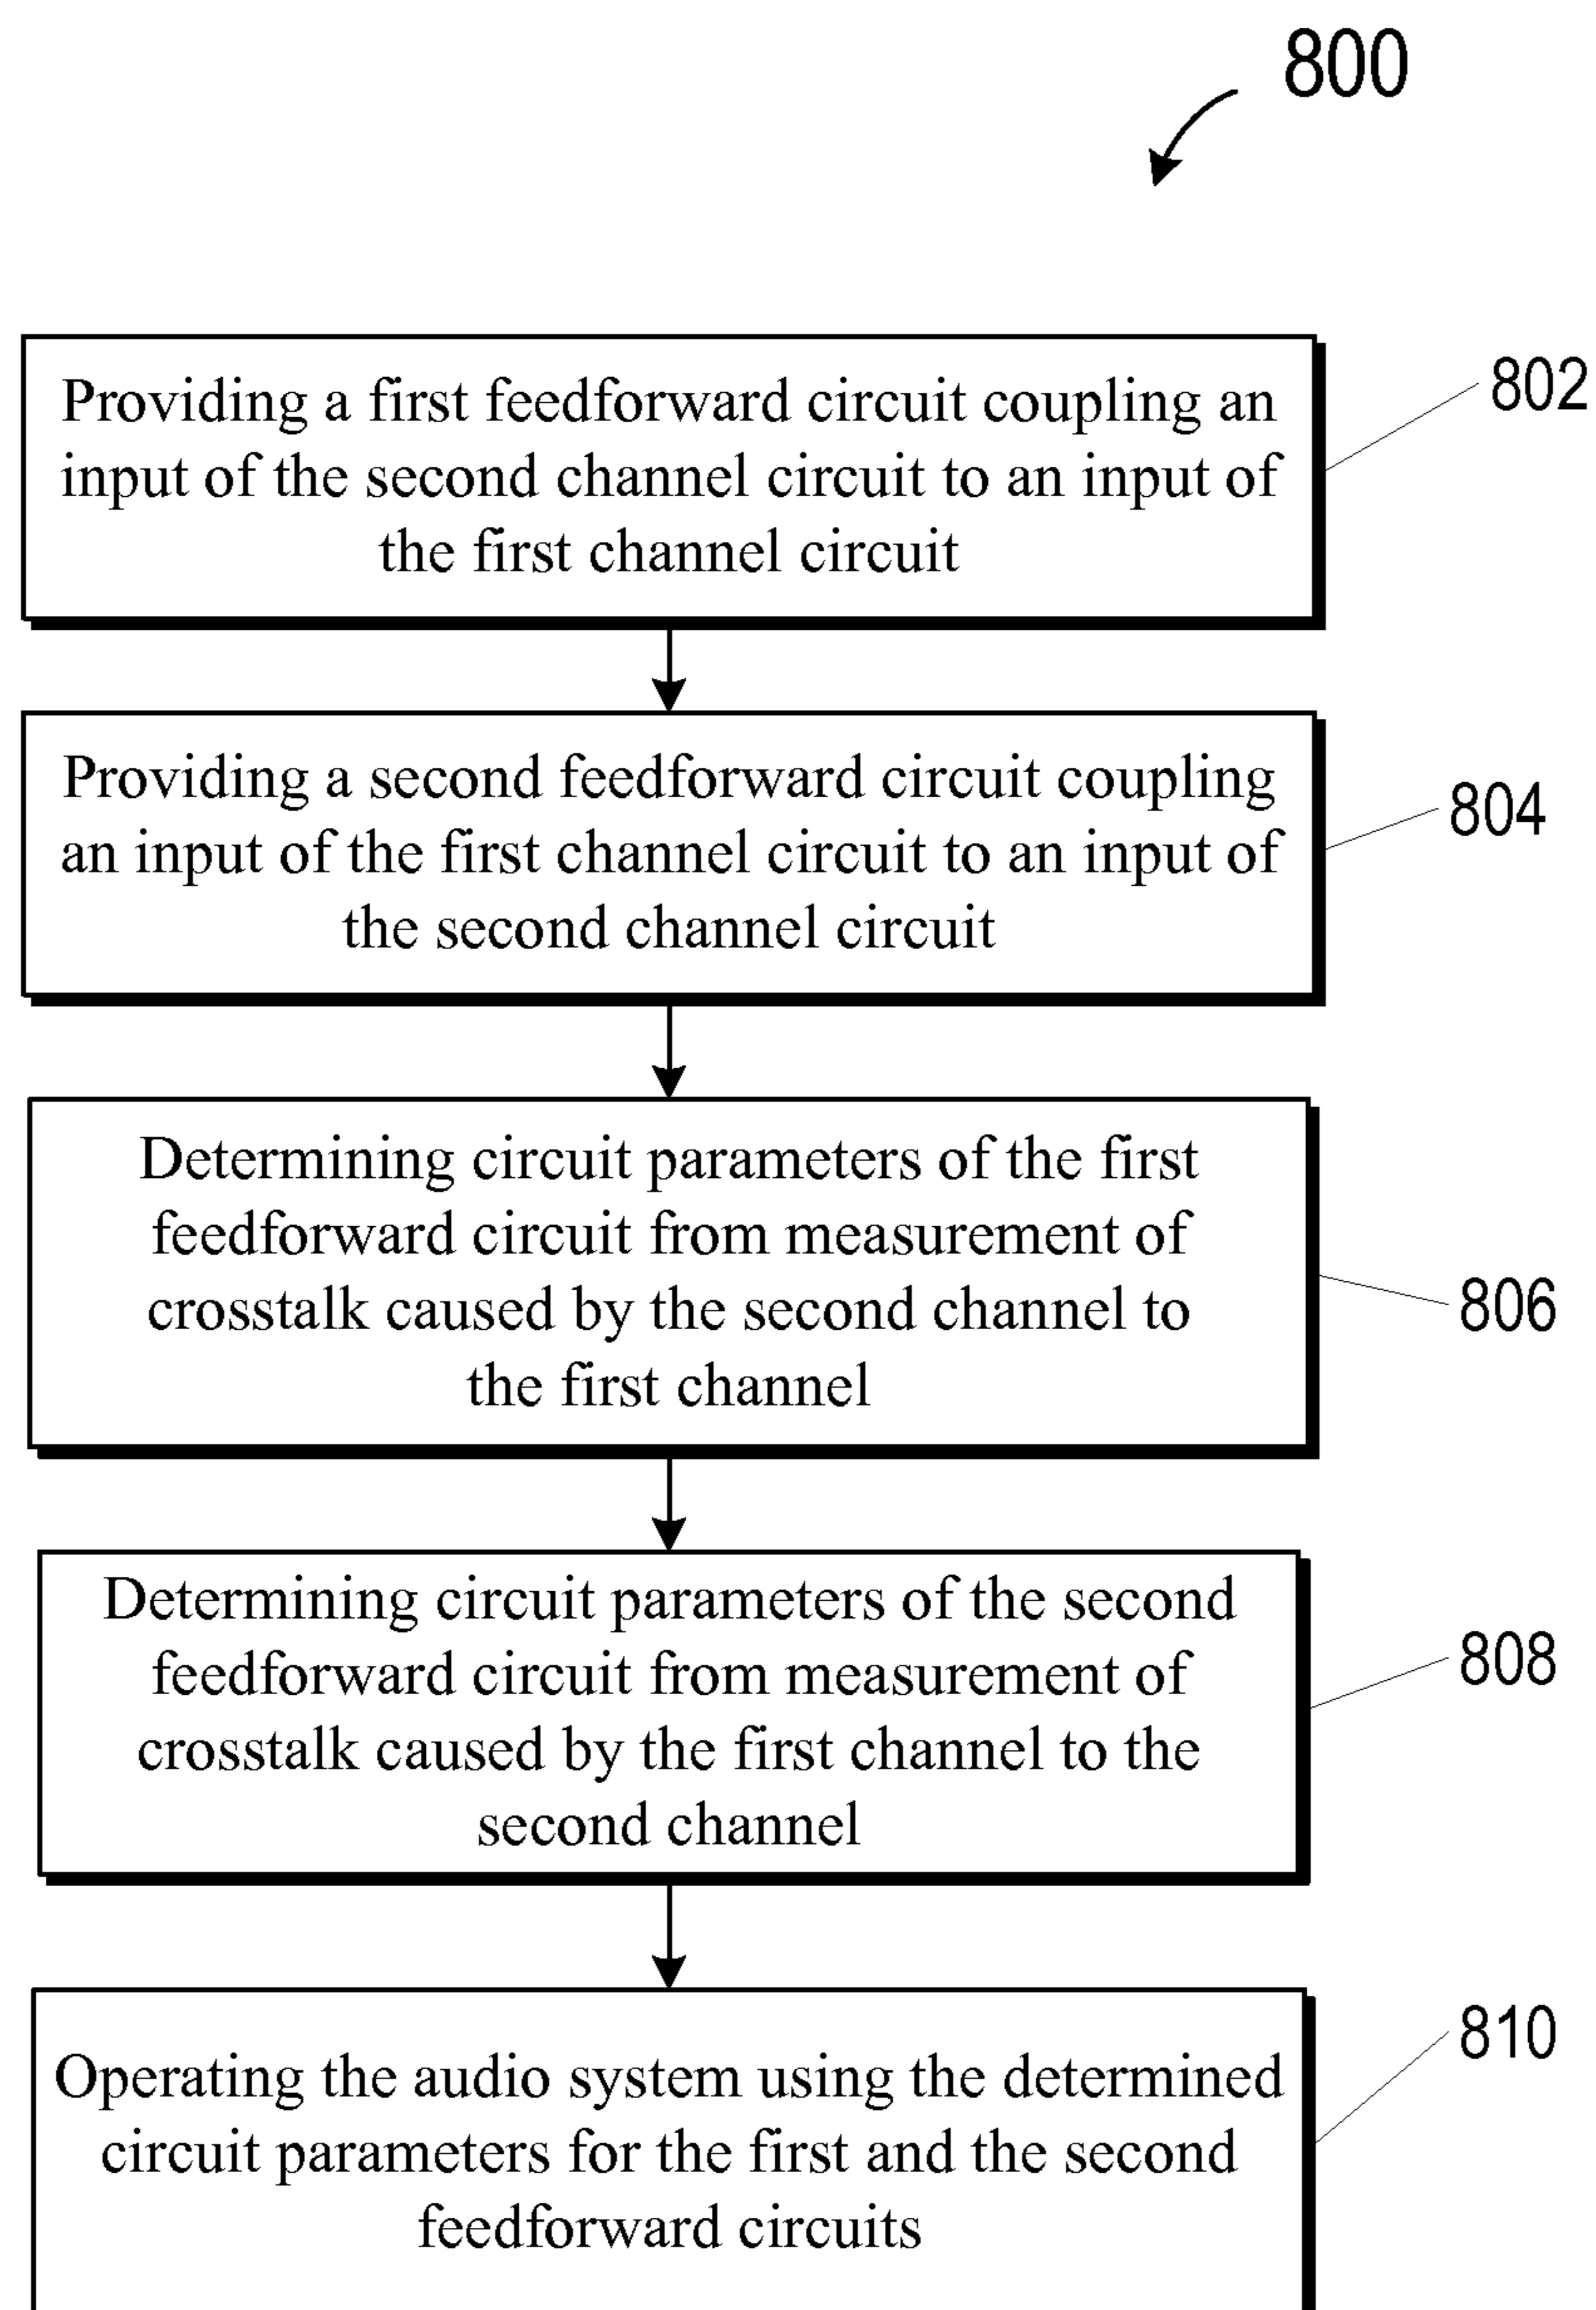 800
Providing a first feedforward circuit coupling an
input of the second channel circuit to an input of
the first channel circuit
802
Providing a second feedforward circuit coupling
an input of the first channel circuit to an input of
the second channel circuit
804
Determining circuit parameters of the first
feedforward circuit from measurement of
crosstalk caused by the second channel to
the first channel
806
Determining circuit parameters of the second
feedforward circuit from measurement of
crosstalk caused by the first channel to the
second channel
808
Operating the audio system using the determined
circuit parameters for the first and the second
feedforward circuits
810